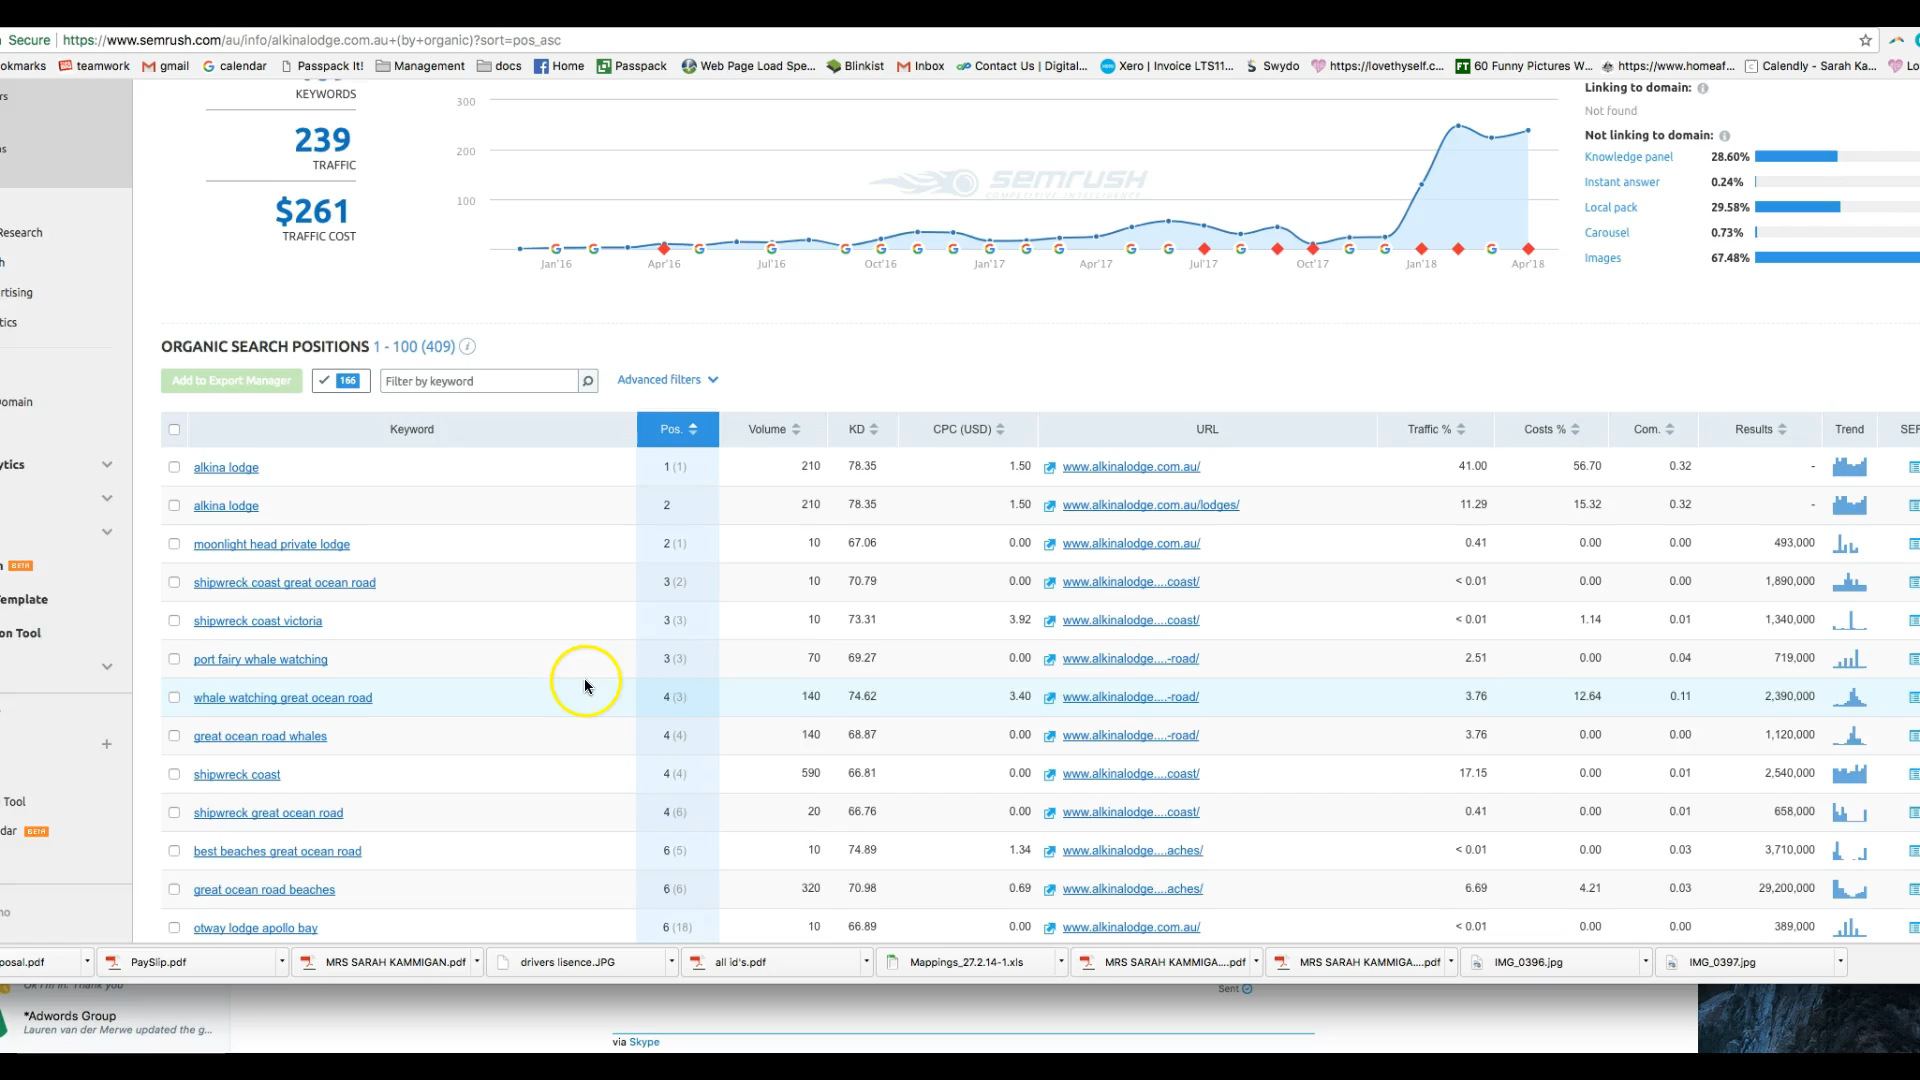 Secure | https://www.semrush.com/au/info/alkinalodge.com.au+(by+organic)?sort=pos_asc
okmarks teamwork gmail calendar Passpack It! Management docs Home Passpack Web Page Load Spe... Blinkist Inbox Contact Us | Digital... Xero | Invoice LTS11... Swydo https://lovethyself.c... 60 Funny Pictures W... https://www.homeaf... Calendly - Sarah Ka... Lo
rs
as
Research
h
rtising
tics
omain
ytics
n BETA
emplate
on Tool
Tool
dar BETA
no
KEYWORDS
239
TRAFFIC
$261
TRAFFIC COST
300
200
100
SEMRUSH
COMPETITIVE INTELLIGENCE
Jan'16 Apr'16 Jul'16 Oct'16 Jan'17 Apr'17 Jul'17 Oct'17 Jan'18 Apr'18
Linking to domain:
Not found
Not linking to domain:
Knowledge panel 28.60%
Instant answer 0.24%
Local pack 29.58%
Carousel 0.73%
Images 67.48%
ORGANIC SEARCH POSITIONS 1 - 100 (409)
Add to Export Manager 166 Filter by keyword Advanced filters
Keyword Pos. Volume KD CPC (USD) URL Traffic % Costs % Com. Results Trend SER
alkina lodge 1 (1) 210 78.35 1.50 www.alkinalodge.com.au/ 41.00 56.70 0.32 -
alkina lodge 2 210 78.35 1.50 www.alkinalodge.com.au/lodges/ 11.29 15.32 0.32 -
moonlight head private lodge 2 (1) 10 67.06 0.00 www.alkinalodge.com.au/ 0.41 0.00 0.00 493,000
shipwreck coast great ocean road 3 (2) 10 70.79 0.00 www.alkinalodge....coast/ < 0.01 0.00 0.00 1,890,000
shipwreck coast victoria 3 (3) 10 73.31 3.92 www.alkinalodge....coast/ < 0.01 1.14 0.01 1,340,000
port fairy whale watching 3 (3) 70 69.27 0.00 www.alkinalodge....-road/ 2.51 0.00 0.04 719,000
whale watching great ocean road 4 (3) 140 74.62 3.40 www.alkinalodge....-road/ 3.76 12.64 0.11 2,390,000
great ocean road whales 4 (4) 140 68.87 0.00 www.alkinalodge....-road/ 3.76 0.00 0.00 1,120,000
shipwreck coast 4 (4) 590 66.81 0.00 www.alkinalodge....coast/ 17.15 0.00 0.01 2,540,000
shipwreck great ocean road 4 (6) 20 66.76 0.00 www.alkinalodge....coast/ 0.41 0.00 0.01 658,000
best beaches great ocean road 6 (5) 10 74.89 1.34 www.alkinalodge....aches/ < 0.01 0.00 0.03 3,710,000
great ocean road beaches 6 (6) 320 70.98 0.69 www.alkinalodge....aches/ 6.69 4.21 0.03 29,200,000
otway lodge apollo bay 6 (18) 10 66.89 0.00 www.alkinalodge.com.au/ < 0.01 0.00 0.00 389,000
posal.pdf PaySlip.pdf MRS SARAH KAMMIGAN.pdf drivers lisence.JPG all id's.pdf Mappings_27.2.14-1.xls MRS SARAH KAMMIGA....pdf MRS SARAH KAMMIGA....pdf IMG_0396.jpg IMG_0397.jpg
Ok I'm in. Thank you
Sent
*Adwords Group
Lauren van der Merwe updated the g...
via Skype